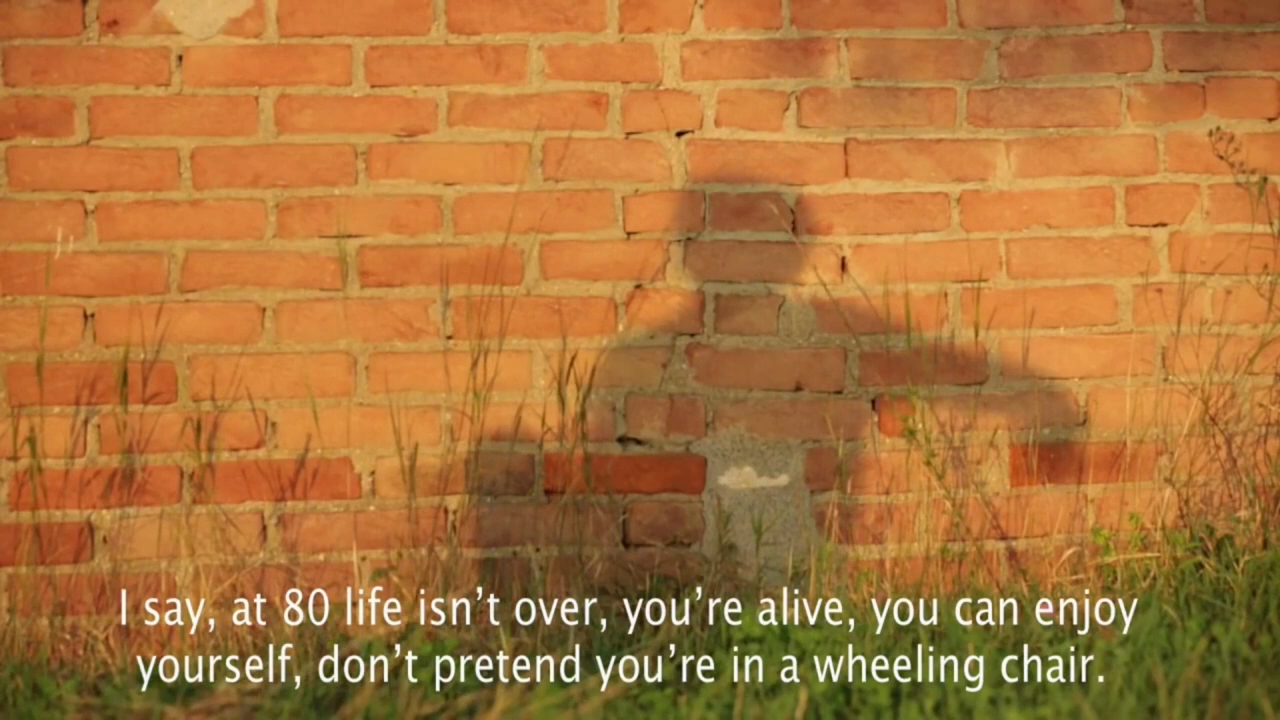 I say, at 80 life isn’t over, you’re alive, you can enjoy
yourself, don’t pretend you’re in a wheeling chair.